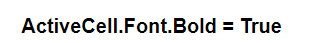 ActiveCell.Font.Bold = True